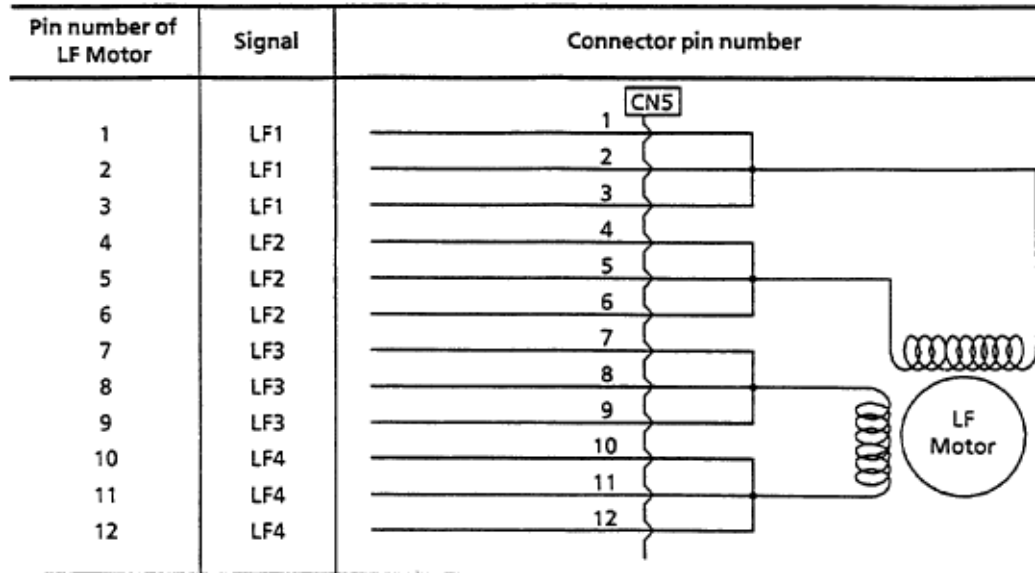 Pin number of
LF Motor
Signal
Connector pin number
CN5
1 LF1 1
2 LF1 2
3 LF1 3
4 LF2 4
5 LF2 5
6 LF2 6
7 LF3 7
8 LF3 8
9 LF3 9
10 LF4 10
11 LF4 11
12 LF4 12
LF
Motor